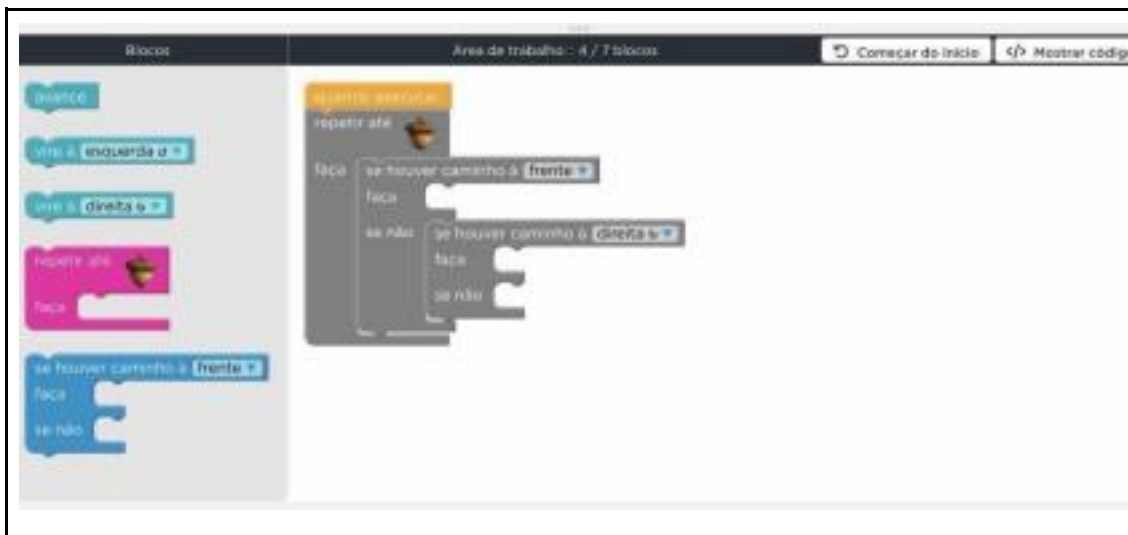 Blocos
Área de trabalho : 4 / 7 blocos
Começar do início
</> Mostrar códig
avance
vire à esquerda ↺
vire à direita ↻
repetir até
faça
se houver caminho à frente
faça
se não
quando executar
repetir até
faça
se houver caminho à frente
faça
se não
se houver caminho à direita ↻
faça
se não